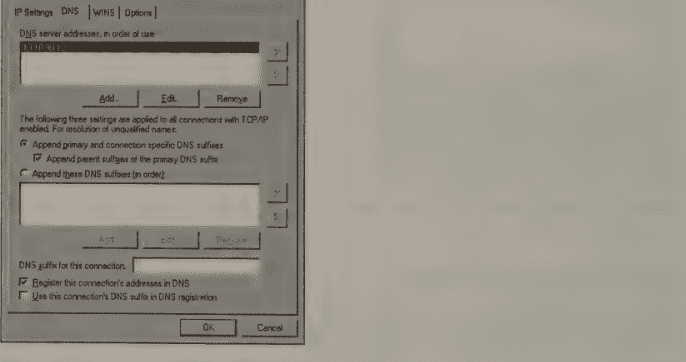 IP Settings DNS WINS Options
DNS server addresses, in order of use:
Add.. Edit.. Remove
The following three settings are applied to all connections with TCP/IP
enabled. For resolution of unqualified names:
Append primary and connection specific DNS suffixes
Append parent suffixes of the primary DNS suffix
Append these DNS suffixes (in order):
Add.. Edit.. Remove
DNS suffix for this connection:
Register this connection's addresses in DNS
Use this connection's DNS suffix in DNS registration
OK Cancel